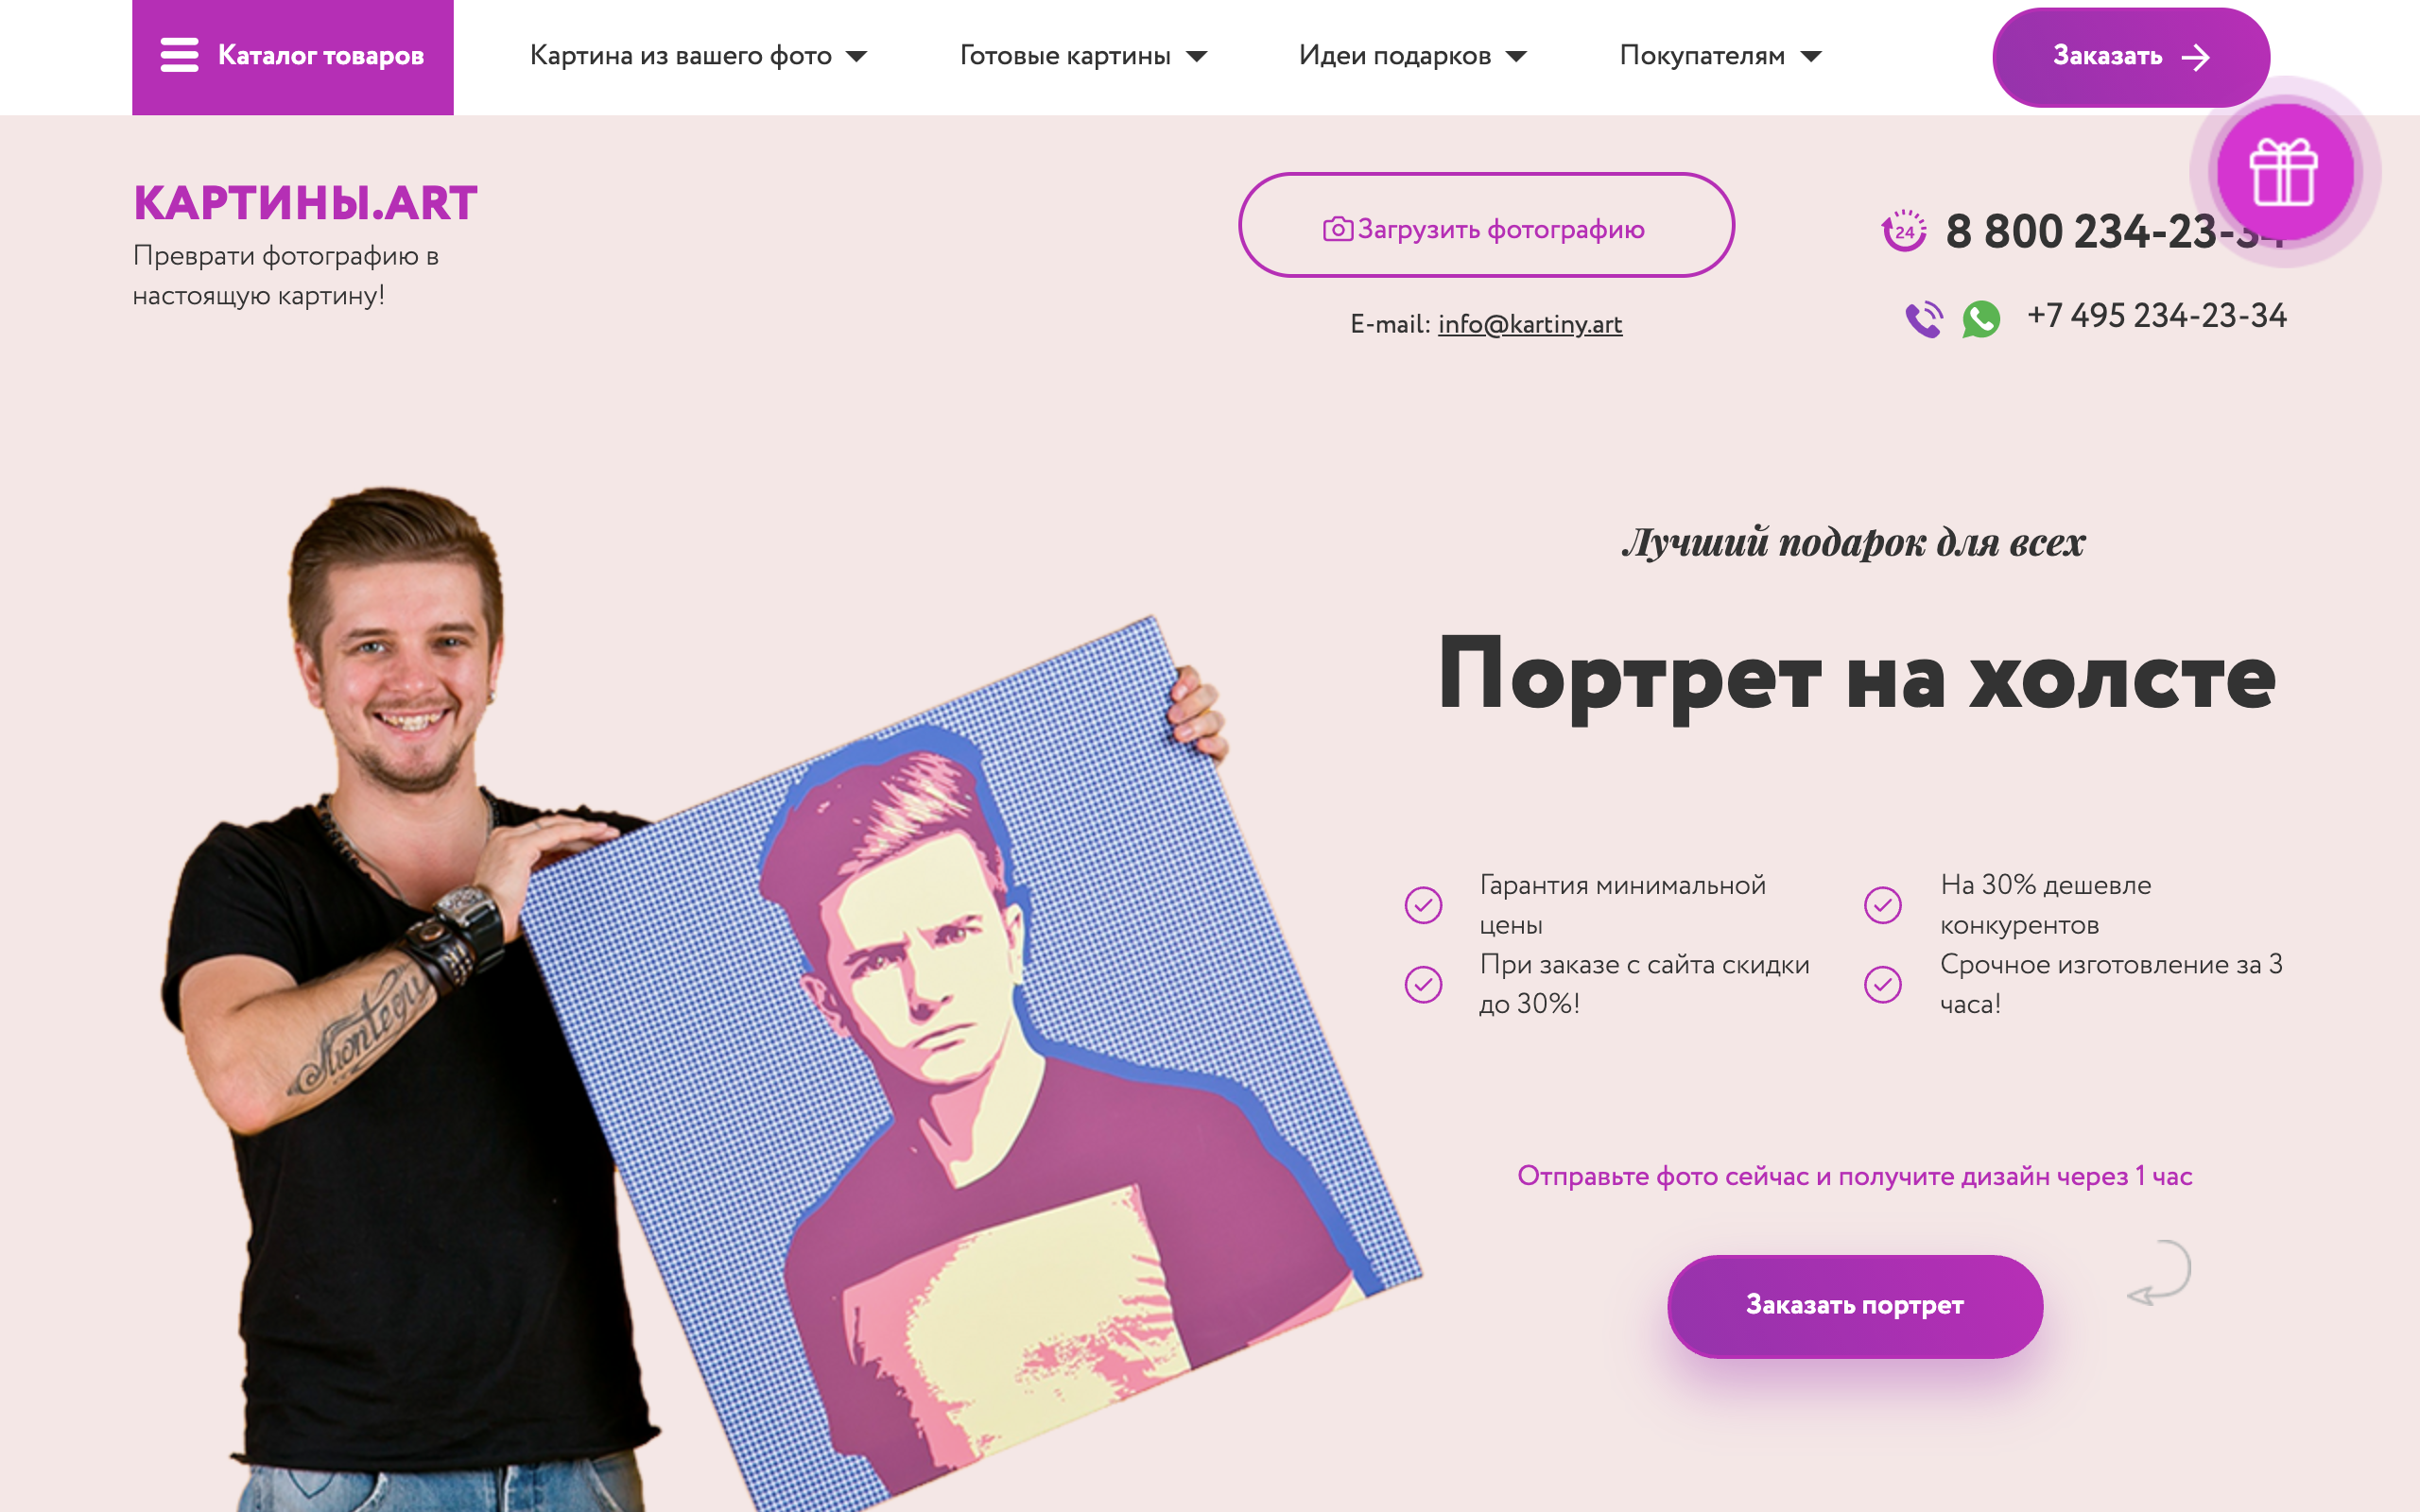 Каталог товаров
Картина из вашего фото
Готовые картины
Идеи подарков
Покупателям
Заказать
КАРТИНЫ.ART
Преврати фотографию в
настоящую картину!
Загрузить фотографию
E-mail: info@kartiny.art
24
8 800 234-23-34
+7 495 234-23-34
Лучший подарок для всех
Портрет на холсте
Гарантия минимальной
цены
На 30% дешевле
конкурентов
При заказе с сайта скидки
до 30%!
Срочное изготовление за 3
часа!
Отправьте фото сейчас и получите дизайн через 1 час
Заказать портрет